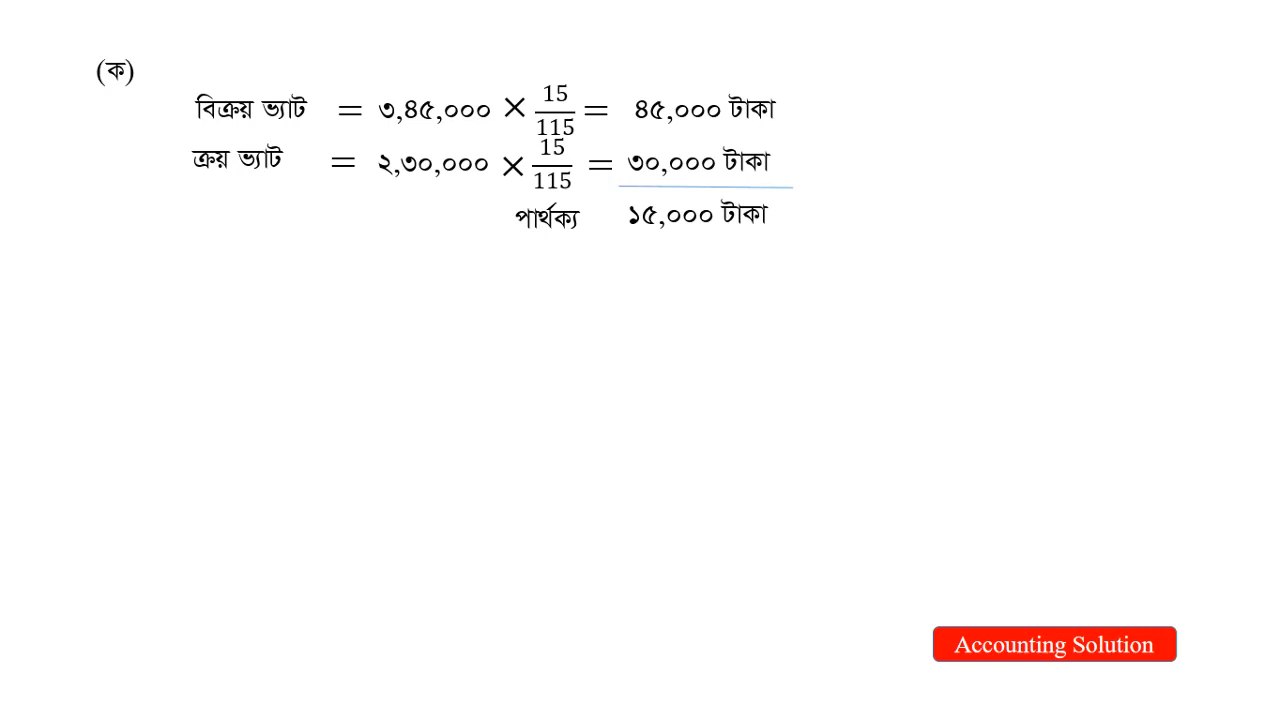 (ক)
বিক্রয় ভ্যাট = ৩,৪৫,০০০ × 15/115 = ৪৫,০০০ টাকা
ক্রয় ভ্যাট = ২,৩০,০০০ × 15/115 = ৩০,০০০ টাকা
পার্থক্য ১৫,০০০ টাকা
Accounting Solution